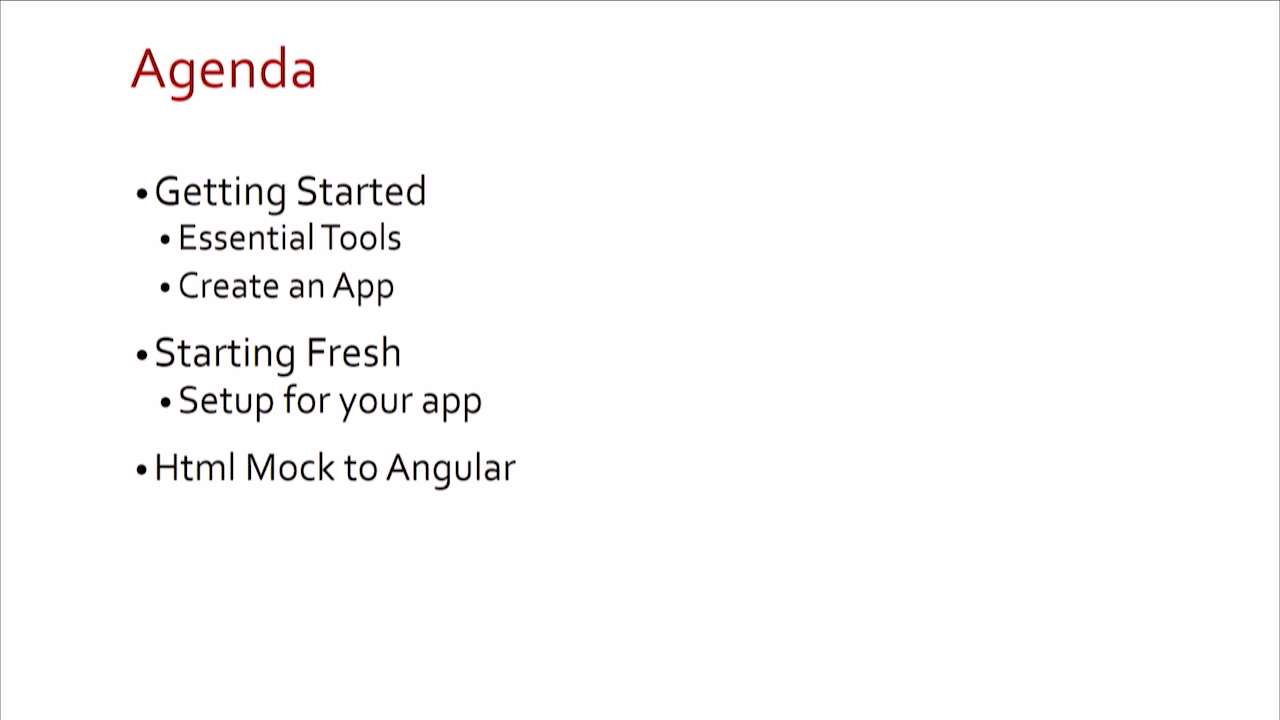 Agenda
• Getting Started
• Essential Tools
• Create an App
• Starting Fresh
• Setup for your app
• Html Mock to Angular